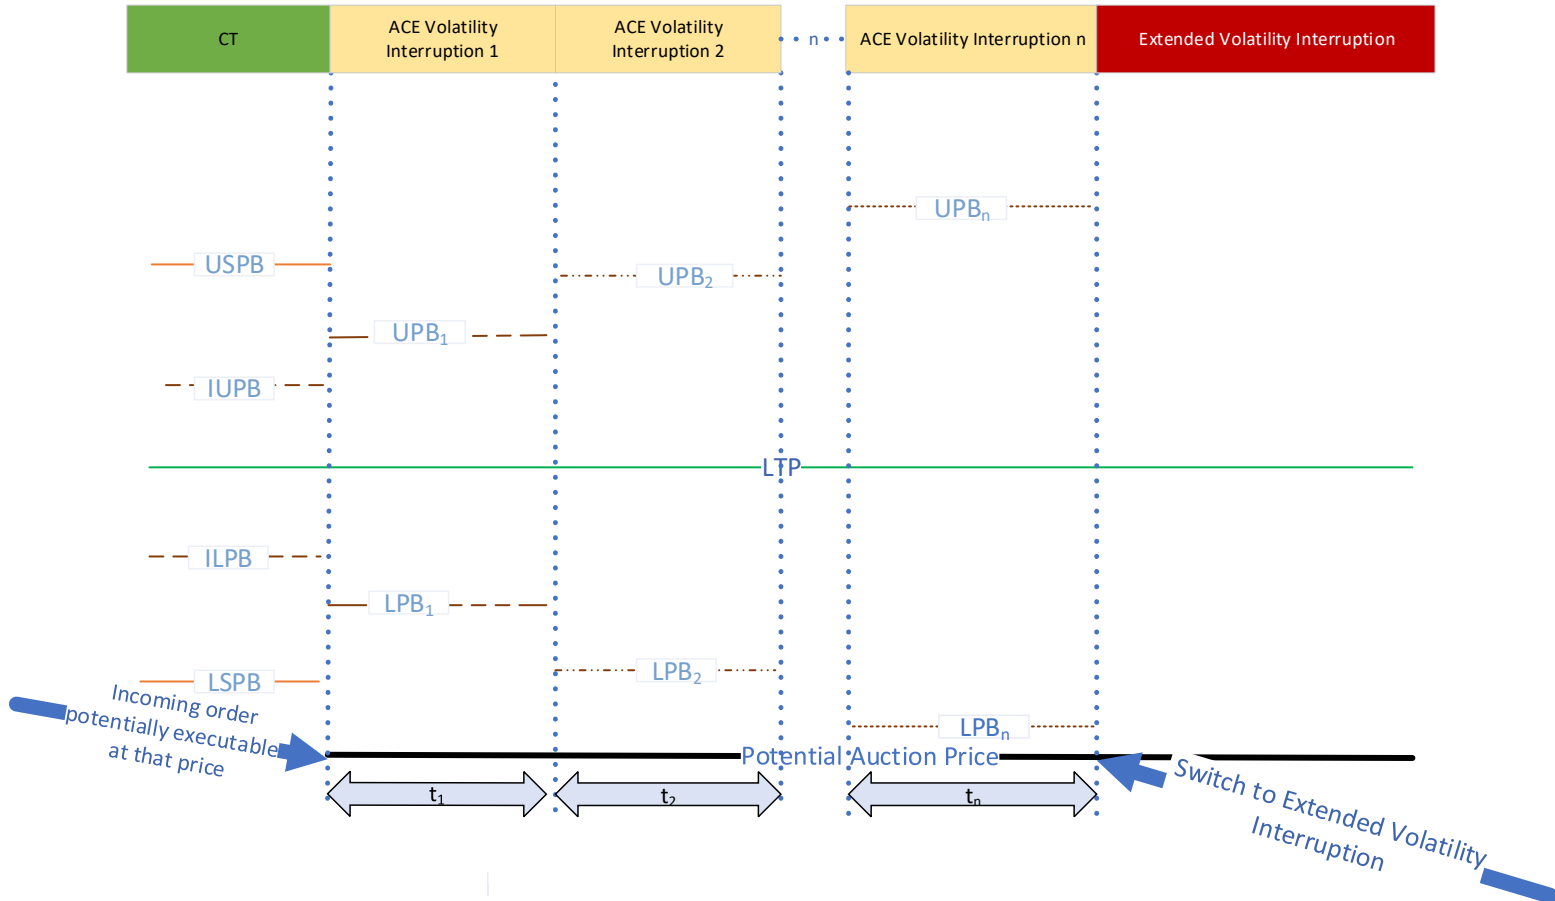 CT
ACE Volatility
Interruption 1
ACE Volatility
Interruption 2
n
ACE Volatility Interruption n
Extended Volatility Interruption
UPBₙ
USPB
UPB₂
UPB₁
IUPB
LTP
ILPB
LPB₁
LPB₂
LSPB
Incoming order
potentially executable
at that price
LPBₙ
Potential Auction Price
Switch to Extended Volatility
Interruption
t₁
t₂
tₙ